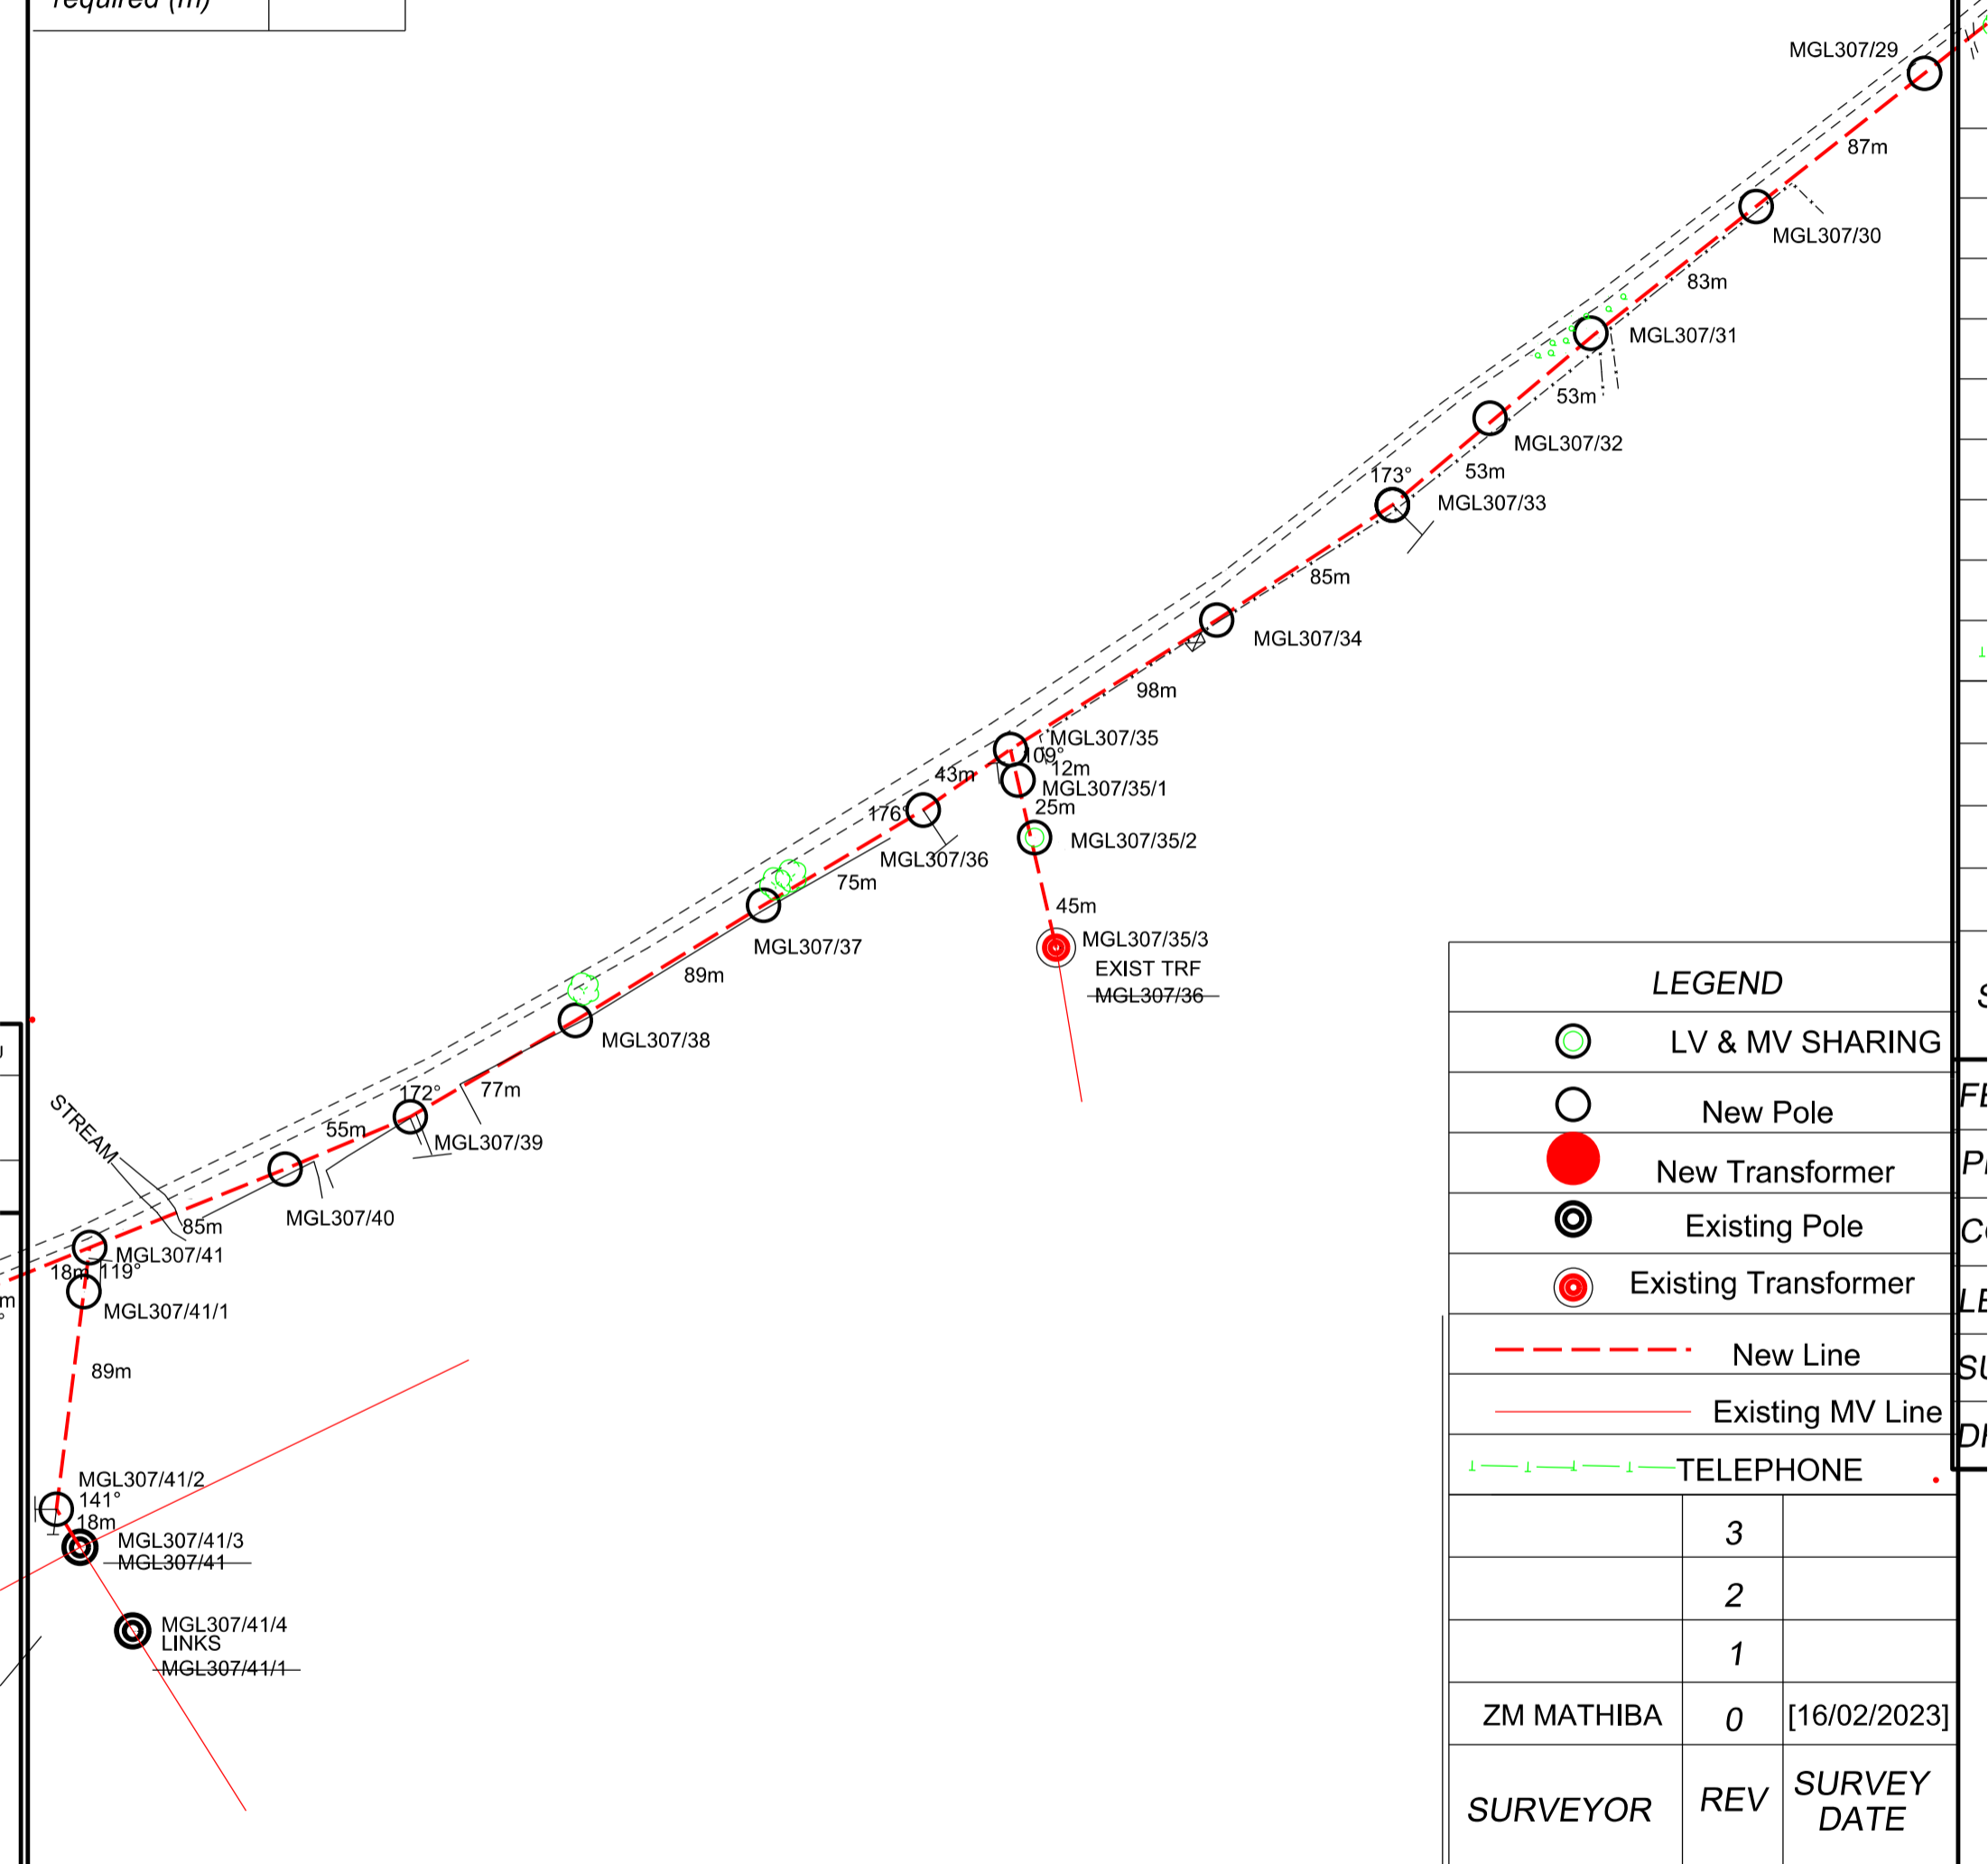 required (m)
MGL307/29
87m
MGL307/30
83m
MGL307/31
53m
MGL307/32
53m
173°
MGL307/33
85m
MGL307/34
98m
MGL307/35
109°
12m
43m
MGL307/35/1
25m
176°
MGL307/35/2
MGL307/36
75m
45m
MGL307/37
MGL307/35/3
EXIST TRF
MGL307/36
89m
MGL307/38
77m
172°
STREAM
55m
MGL307/39
MGL307/40
85m
MGL307/41
18m
119°
MGL307/41/1
m
89m
MGL307/41/2
141°
18m
MGL307/41/3
MGL307/41
MGL307/41/4
LINKS
MGL307/41/1
LEGEND
LV & MV SHARING
New Pole
New Transformer
Existing Pole
Existing Transformer
New Line
Existing MV Line
TELEPHONE
3
2
1
ZM MATHIBA 0 [16/02/2023]
SURVEYOR REV SURVEY
DATE